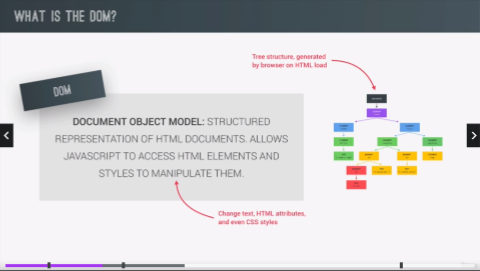 WHAT IS THE DOM?
Tree structure, generated
by browser on HTML load
DOM
DOCUMENT OBJECT MODEL: STRUCTURED
REPRESENTATION OF HTML DOCUMENTS. ALLOWS
JAVASCRIPT TO ACCESS HTML ELEMENTS AND
STYLES TO MANIPULATE THEM.
Change text, HTML attributes,
and even CSS styles